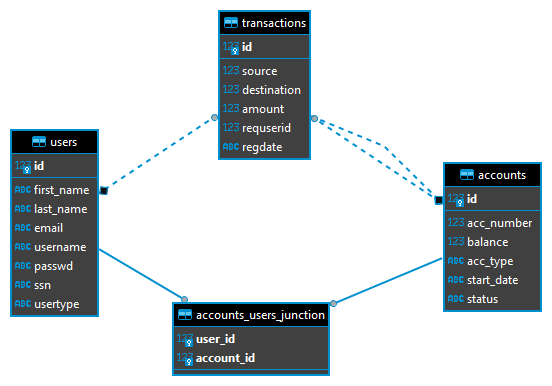 transactions
123 id
123 source
123 destination
123 amount
123 requserid
ABC regdate
users
123 id
ABC first_name
ABC last_name
ABC email
ABC username
ABC passwd
ABC ssn
ABC usertype
accounts
123 id
123 acc_number
123 balance
ABC acc_type
ABC start_date
ABC status
accounts_users_junction
123 user_id
123 account_id